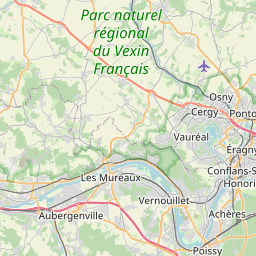 Parc naturel
régional
du Vexin
Français
Osny
Cergy
Ponto
Vauréal
Éragny
Conflans-S
Honori
Les Mureaux
Vernouillet
Aubergenville
Achères
Poissy